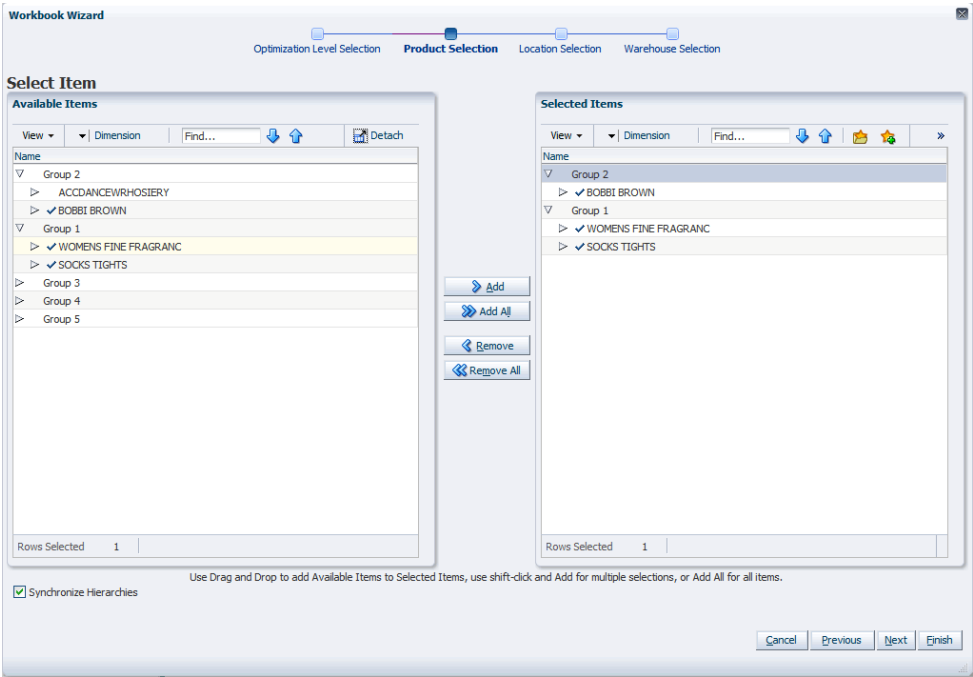 Workbook Wizard
Optimization Level Selection Product Selection Location Selection Warehouse Selection
Select Item
Available Items
View Dimension Find... Detach
Name
Group 2
ACCDANCEWRHOSIERY
BOBBI BROWN
Group 1
WOMENS FINE FRAGRANC
SOCKS TIGHTS
Group 3
Group 4
Group 5
Rows Selected 1
Add
Add All
Remove
Remove All
Selected Items
View Dimension Find... »
Name
Group 2
BOBBI BROWN
Group 1
WOMENS FINE FRAGRANC
SOCKS TIGHTS
Rows Selected 1
Use Drag and Drop to add Available Items to Selected Items, use shift-click and Add for multiple selections, or Add All for all items.
Synchronize Hierarchies
Cancel Previous Next Finish